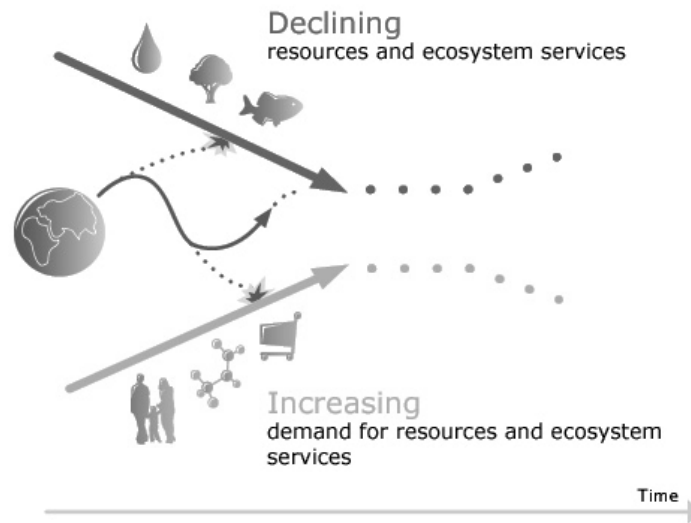 Declining
resources and ecosystem services
Increasing
demand for resources and ecosystem
services
Time